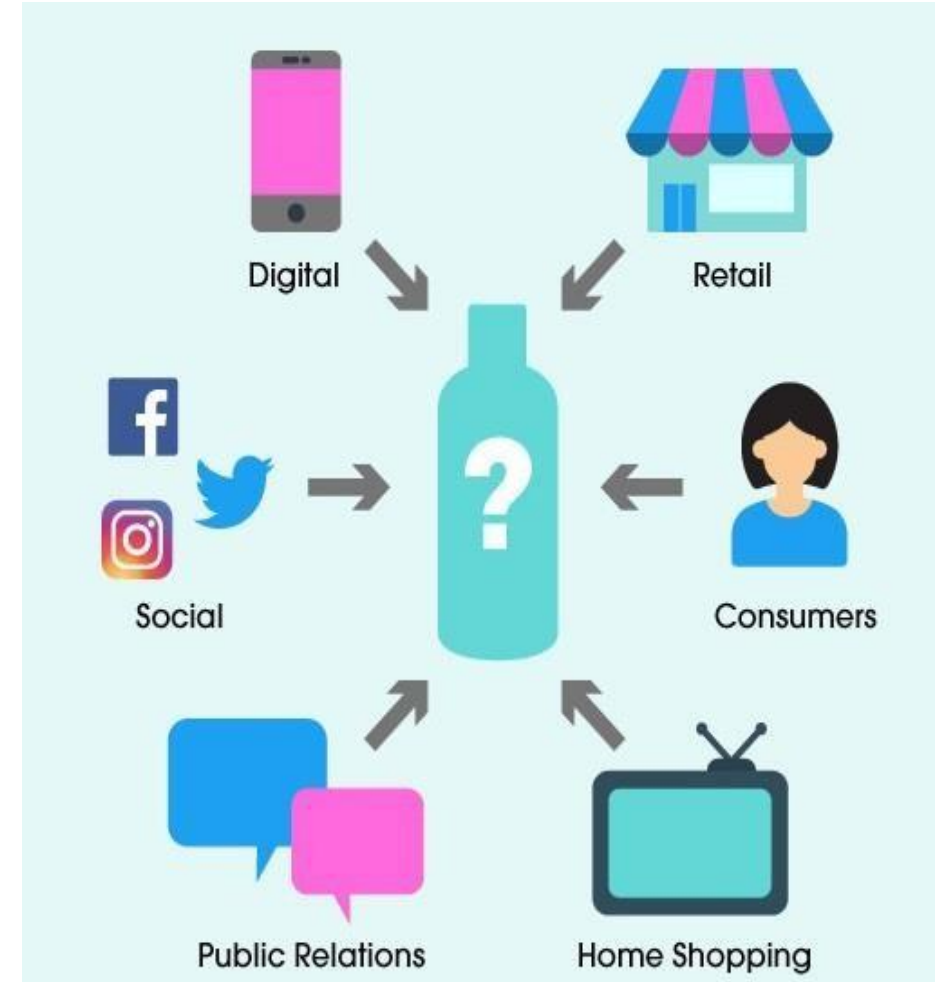 Digital
Retail
?
Social
Consumers
Public Relations
Home Shopping